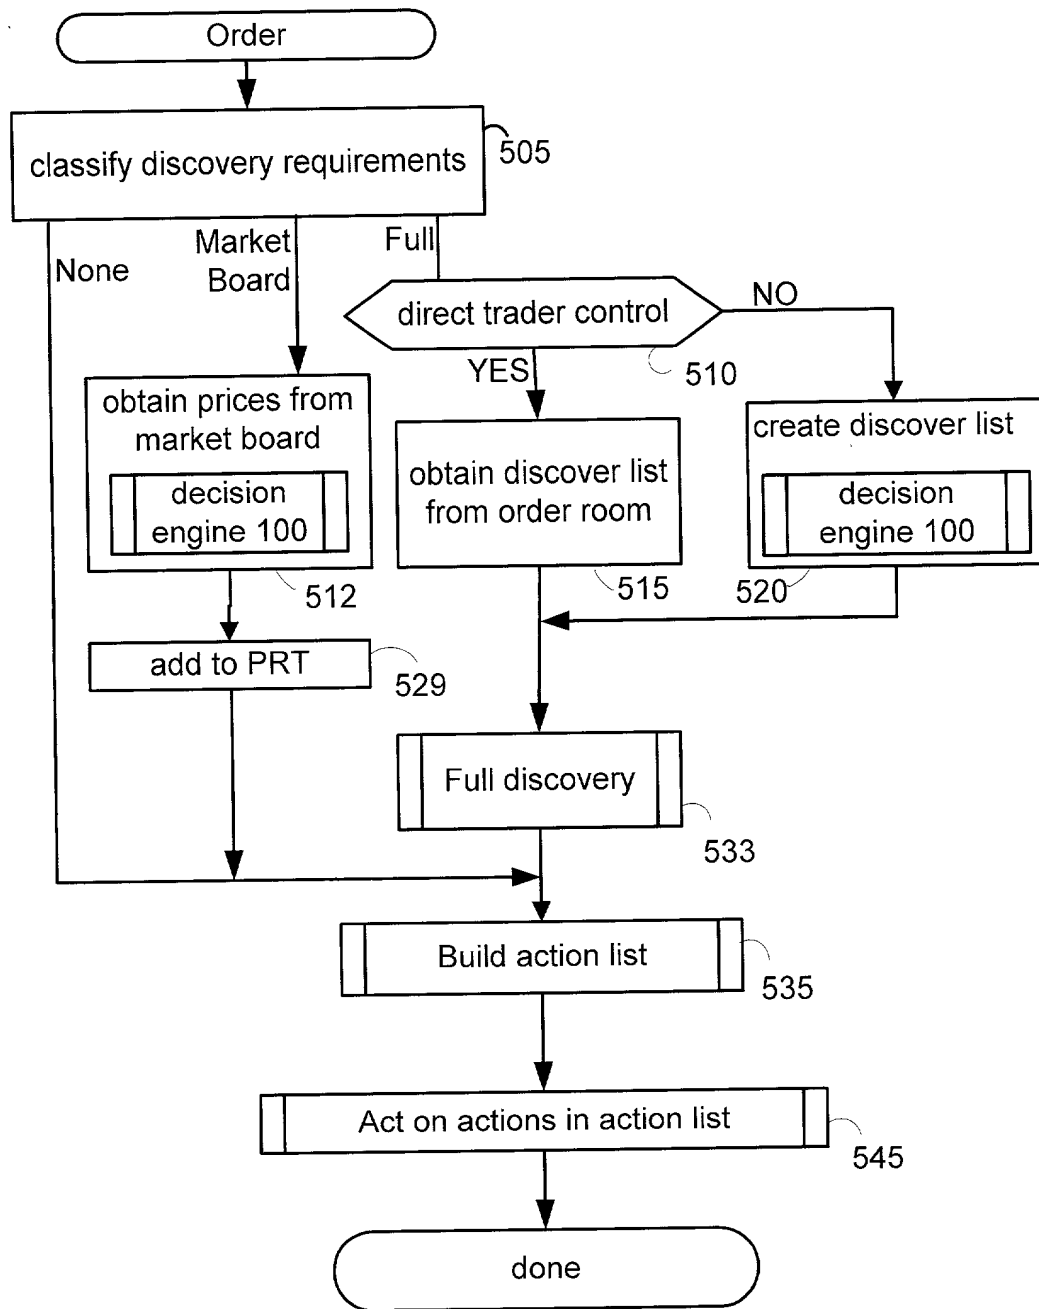 Order
classify discovery requirements
505
None
Market
Board
Full
direct trader control
NO
YES
510
obtain prices from
market board
decision
engine 100
512
obtain discover list
from order room
515
create discover list
decision
engine 100
520
add to PRT
529
Full discovery
533
Build action list
535
Act on actions in action list
545
done